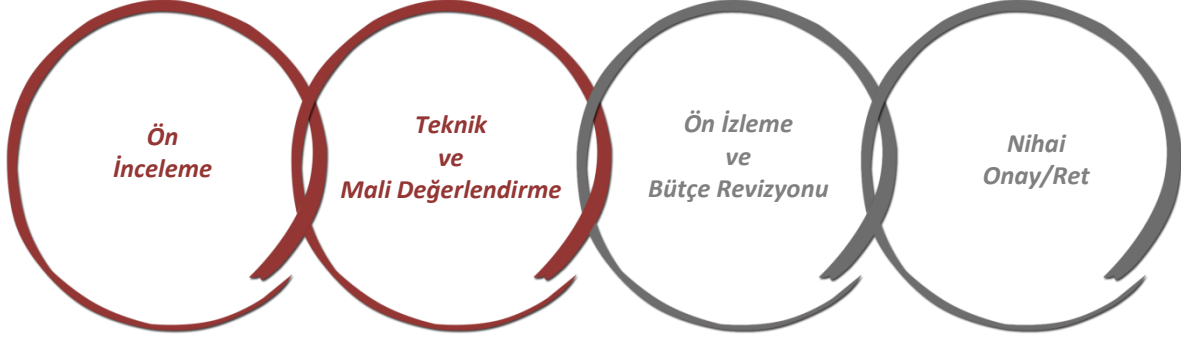 Ön
İnceleme
Teknik
ve
Mali Değerlendirme
Ön İzleme
ve
Bütçe Revizyonu
Nihai
Onay/Ret